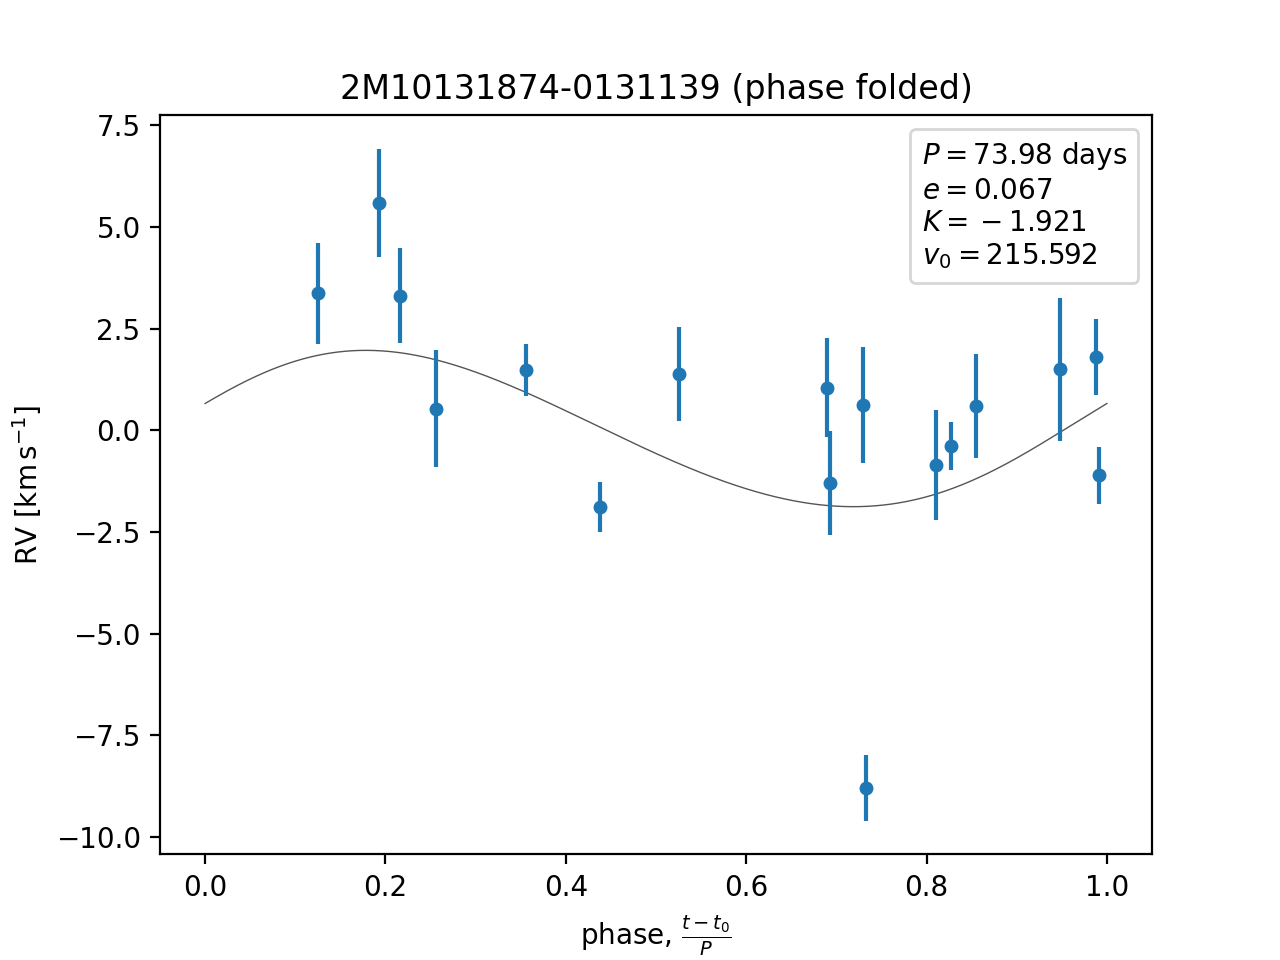 2M10131874-0131139 (phase folded)
P = 73.98 days
e = 0.067
K = −1.921
v₀ = 215.592
7.5
5.0
2.5
0.0
−2.5
−5.0
−7.5
−10.0
RV [km s⁻¹]
0.0 0.2 0.4 0.6 0.8 1.0
phase, (t − t₀)/P